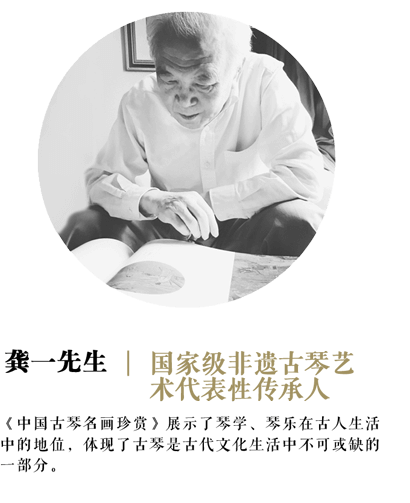 龚一先生 | 国家级非遗古琴艺
术代表性传承人
《中国古琴名画珍赏》展示了琴学、琴乐在古人生活
中的地位，体现了古琴是古代文化生活中不可或缺的
一部分。